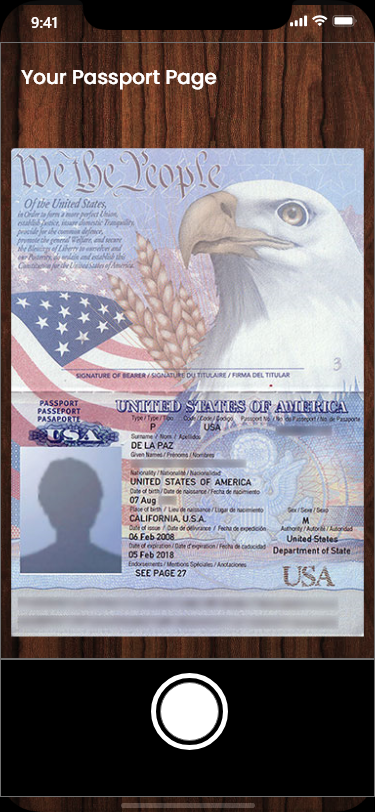 9:41
Your Passport Page
We the People
Of the United States,
in Order to form a more perfect Union,
establish Justice, insure domestic Tranquility,
provide for the common defence,
promote the general Welfare, and secure
the Blessings of Liberty to ourselves and
our Posterity, do ordain and establish this
Constitution for the United States of America.
3
SIGNATURE OF BEARER / SIGNATURE DU TITULAIRE / FIRMA DEL TITULAR
PASSPORT
PASSEPORT
PASAPORTE
USA
UNITED STATES OF AMERICA
Type / Type / Tipo Code / Code / Codigo Passport No. / No. de Passeport / No. de Pasaporte
P USA
Surname / Nom / Apellidos
DE LA PAZ
Given Names / Prénoms / Nombres
Nationality / Nationalité / Nacionalidad
UNITED STATES OF AMERICA
Date of birth / Date de naissance / Fecha de nacimiento
07 Aug
Place of birth / Lieu de naissance / Lugar de nacimiento Sex / Sexe / Sexo
CALIFORNIA, U.S.A. M
Date of issue / Date de délivrance / Fecha de expedición Authority / Autorité / Autoridad
06 Feb 2008 United States
Date of expiration / Date d'expiration / Fecha de caducidad Department of State
05 Feb 2018
Endorsements / Mentions Spéciales / Anotaciones
SEE PAGE 27
USA